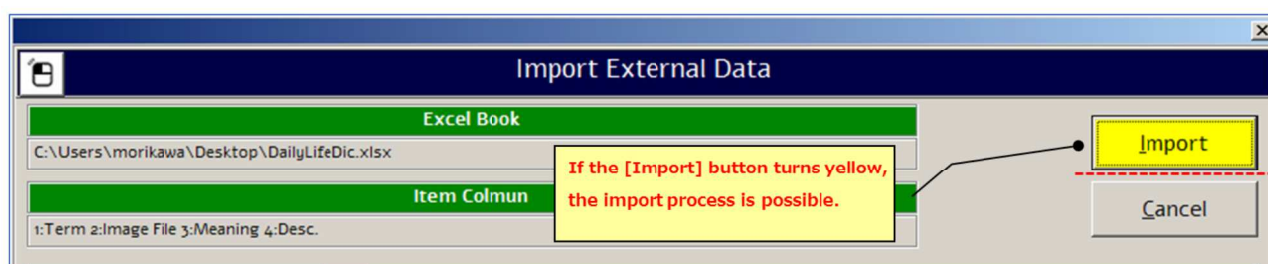 Import External Data
Excel Book
C:\Users\morikawa\Desktop\DailyLifeDic.xlsx
Item Colmun
1:Term 2:Image File 3:Meaning 4:Desc.
If the [Import] button turns yellow,
the import process is possible.
Import
Cancel